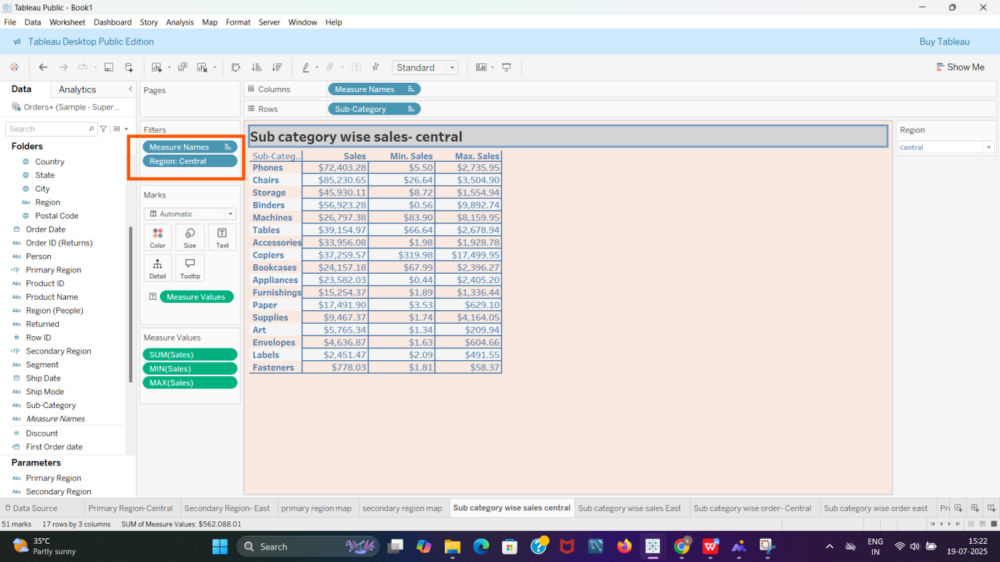 Tableau Public - Book1
File Data Worksheet Dashboard Story Analysis Map Format Server Window Help
Tableau Desktop Public Edition
Buy Tableau
Standard
Show Me
Data
Analytics
Orders+ (Sample - Super...
Search
Folders
Country
State
City
Abc Region
Postal Code
Order Date
Abc Order ID (Returns)
Abc Person
=T|F Primary Region
Abc Product ID
Abc Product Name
Abc Region (People)
Abc Returned
# Row ID
=T|F Secondary Region
Abc Segment
Ship Date
Abc Ship Mode
Abc Sub-Category
Abc Measure Names
# Discount
First Order date
Parameters
Abc Primary Region
Abc Secondary Region
Pages
Filters
Measure Names
Region: Central
Marks
Automatic
Color Size Text
Detail Tooltip
Measure Values
Measure Values
SUM(Sales)
MIN(Sales)
MAX(Sales)
Columns Measure Names
Rows Sub-Category
Sub category wise sales- central
Sub-Categ.. Sales Min. Sales Max. Sales
Phones $72,403.28 $5.50 $2,735.95
Chairs $85,230.65 $26.64 $3,504.90
Storage $45,930.11 $8.72 $1,554.94
Binders $56,923.28 $0.56 $9,892.74
Machines $26,797.38 $83.90 $8,159.95
Tables $39,154.97 $66.64 $2,678.94
Accessories $33,956.08 $1.98 $1,928.78
Copiers $37,259.57 $319.98 $17,499.95
Bookcases $24,157.18 $67.99 $2,396.27
Appliances $23,582.03 $0.44 $2,405.20
Furnishings $15,254.37 $1.89 $1,336.44
Paper $17,491.90 $3.53 $629.10
Supplies $9,467.37 $1.74 $4,164.05
Art $5,765.34 $1.34 $209.94
Envelopes $4,636.87 $1.63 $604.66
Labels $2,451.47 $2.09 $491.55
Fasteners $778.03 $1.81 $58.37
Region
Central
Data Source Primary Region-Central Secondary Region- East primary region map secondary region map Sub category wise sales central Sub category wise sales East Sub category wise order- Central Sub category wise order east Pri
51 marks 17 rows by 3 columns SUM of Measure Values: $562,088.01
35°C
Partly sunny
Search
ENG
IN
15:22
19-07-2025